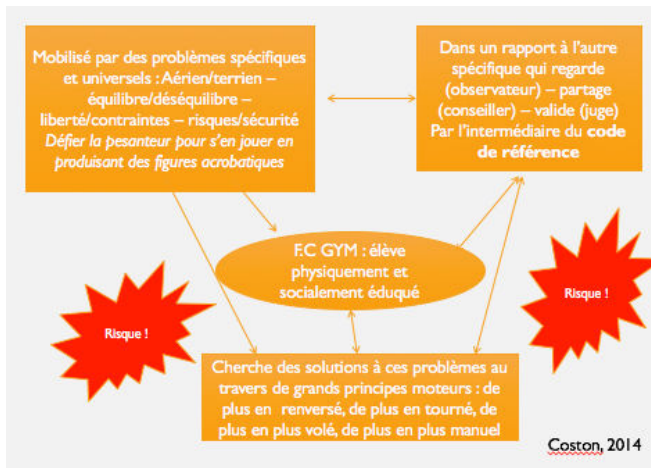 Mobilisé par des problèmes spécifiques
et universels : Aérien/terrien –
équilibre/déséquilibre –
liberté/contraintes – risques/sécurité
Défier la pesanteur pour s'en jouer en
produisant des figures acrobatiques
Dans un rapport à l'autre
spécifique qui regarde
(observateur) – partage
(conseiller) – valide (juge)
Par l'intermédiaire du code
de référence
F.C GYM : élève
physiquement et
socialement éduqué
Risque !
Risque !
Cherche des solutions à ces problèmes au
travers de grands principes moteurs : de
plus en renversé, de plus en tourné, de
plus en plus volé, de plus en plus manuel
Coston, 2014